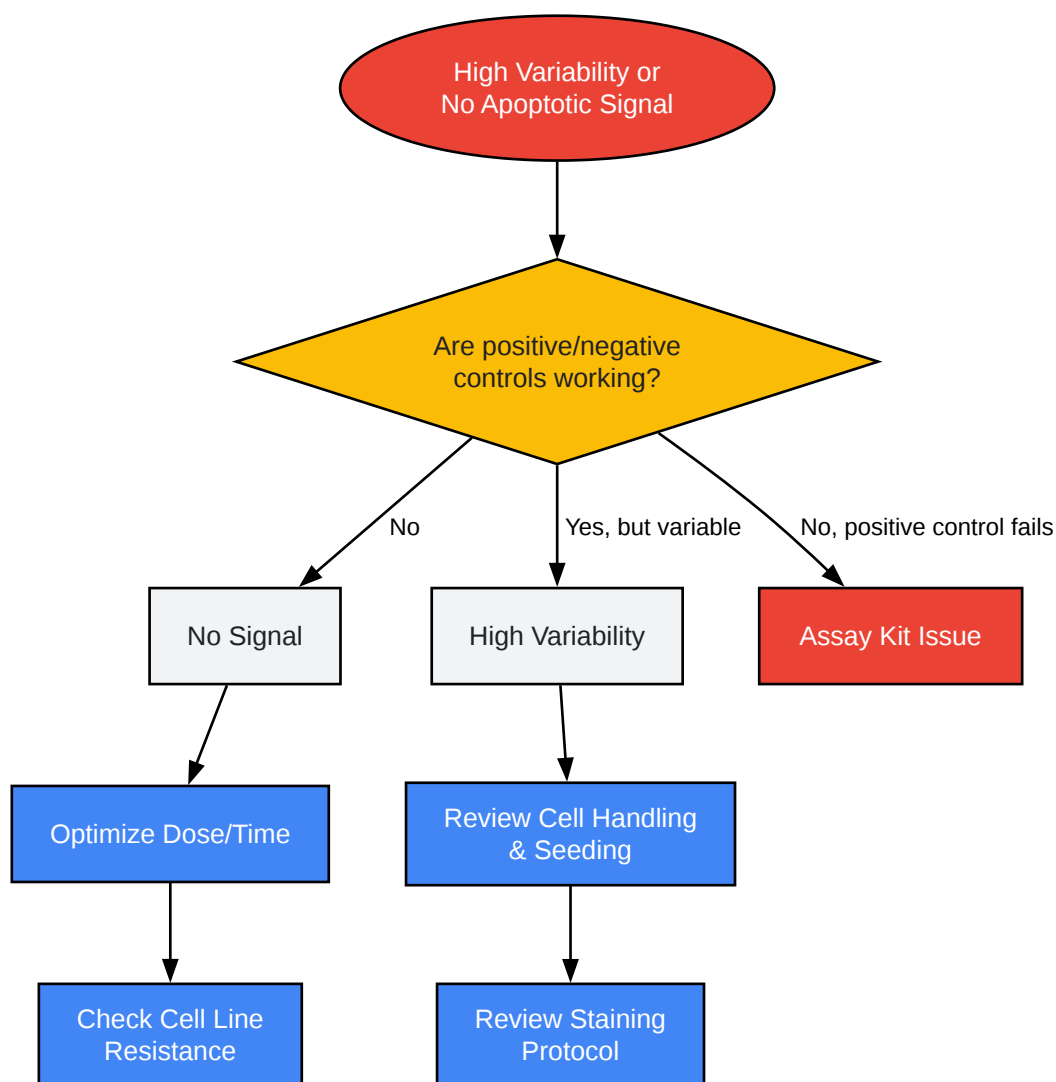 High Variability or
No Apoptotic Signal
Are positive/negative
controls working?
No
Yes, but variable
No, positive control fails
No Signal
High Variability
Assay Kit Issue
Optimize Dose/Time
Review Cell Handling
& Seeding
Check Cell Line
Resistance
Review Staining
Protocol